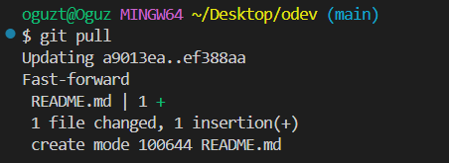 oguzt@Oguz MINGW64 ~/Desktop/odev (main)
$ git pull
Updating a9013ea..ef388aa
Fast-forward
 README.md | 1 +
 1 file changed, 1 insertion(+)
 create mode 100644 README.md